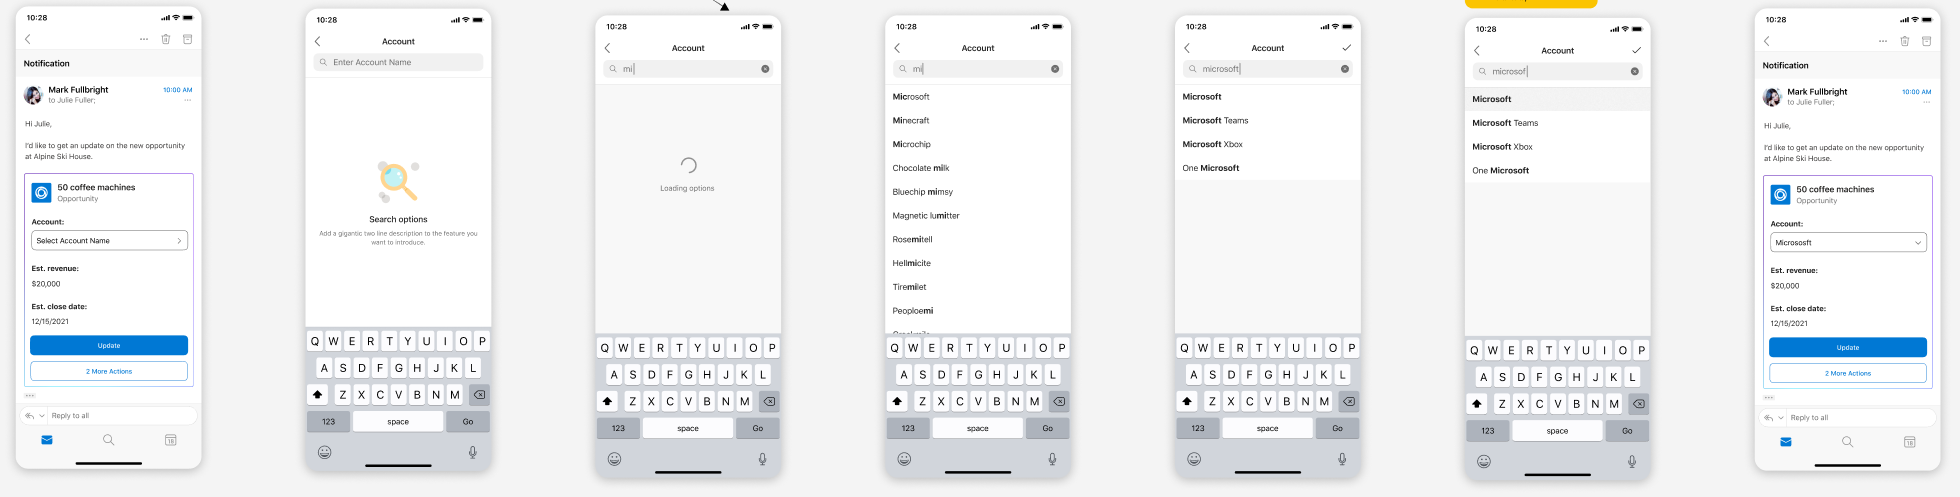 10:28
Notification
Mark Fullbright
10:00 AM
to Julie Fuller;
Hi Julie,
I'd like to get an update on the new opportunity
at Alpine Ski House.
50 coffee machines
Opportunity
Account:
Select Account Name
Est. revenue:
$20,000
Est. close date:
12/15/2021
Update
2 More Actions
Reply to all
18
10:28
Account
Enter Account Name
Search options
Add a gigantic two line description to the feature you
want to introduce.
Q W E R T Y U I O P
A S D F G H J K L
Z X C V B N M
123 space Go
10:28
Account
mi
Loading options
Q W E R T Y U I O P
A S D F G H J K L
Z X C V B N M
123 space Go
10:28
Account
mi
Microsoft
Minecraft
Microchip
Chocolate milk
Bluechip mimsy
Magnetic lumitter
Rosemitell
Hellmicite
Tiremilet
Peoploemi
Q W E R T Y U I O P
A S D F G H J K L
Z X C V B N M
123 space Go
10:28
Account
microsoft
Microsoft
Microsoft Teams
Microsoft Xbox
One Microsoft
Q W E R T Y U I O P
A S D F G H J K L
Z X C V B N M
123 space Go
10:28
Account
microsof
Microsoft
Microsoft Teams
Microsoft Xbox
One Microsoft
Q W E R T Y U I O P
A S D F G H J K L
Z X C V B N M
123 space Go
10:28
Notification
Mark Fullbright
10:00 AM
to Julie Fuller;
Hi Julie,
I'd like to get an update on the new opportunity
at Alpine Ski House.
50 coffee machines
Opportunity
Account:
Micrososft
Est. revenue:
$20,000
Est. close date:
12/15/2021
Update
2 More Actions
Reply to all
18